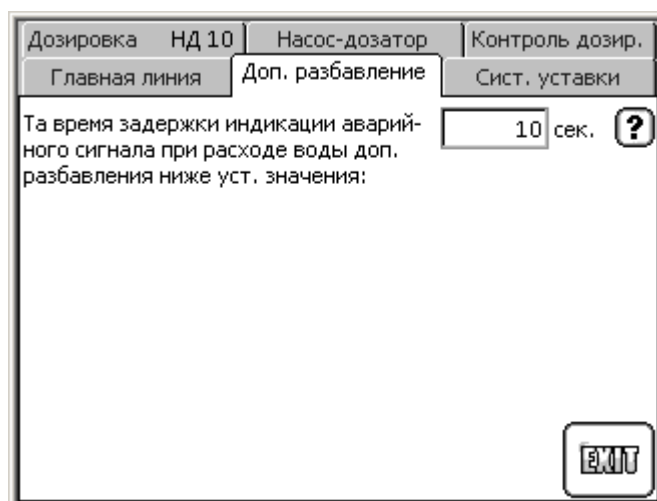 Дозировка НД 10 Насос-дозатор Контроль дозир.
Главная линия Доп. разбавление Сист. уставки
Та время задержки индикации аварий- 10 сек. ?
ного сигнала при расходе воды доп.
разбавления ниже уст. значения:
EXIT